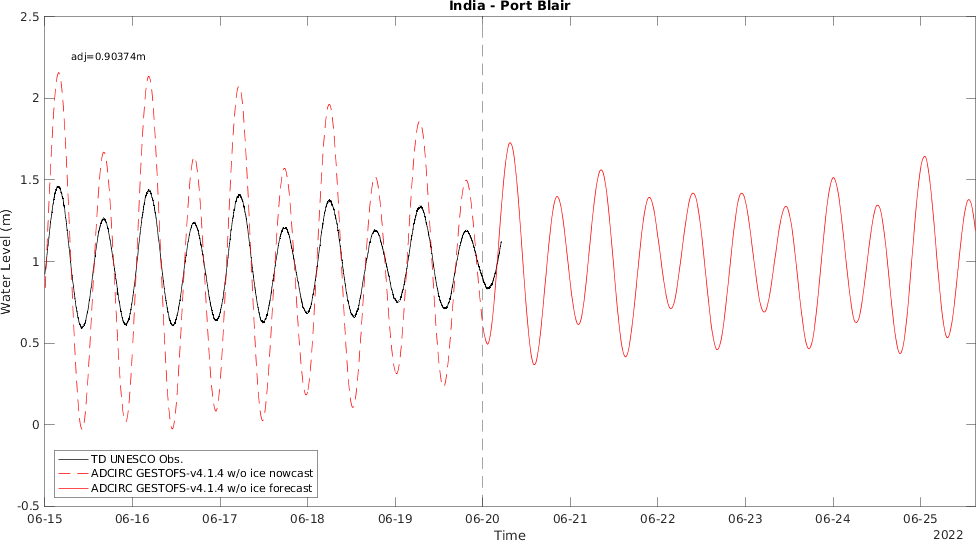 India - Port Blair
adj=0.90374m
2.5
2
1.5
1
0.5
0
-0.5
Water Level (m)
TD UNESCO Obs.
ADCIRC GESTOFS-v4.1.4 w/o ice nowcast
ADCIRC GESTOFS-v4.1.4 w/o ice forecast
06-15 06-16 06-17 06-18 06-19 06-20 06-21 06-22 06-23 06-24 06-25
Time
2022